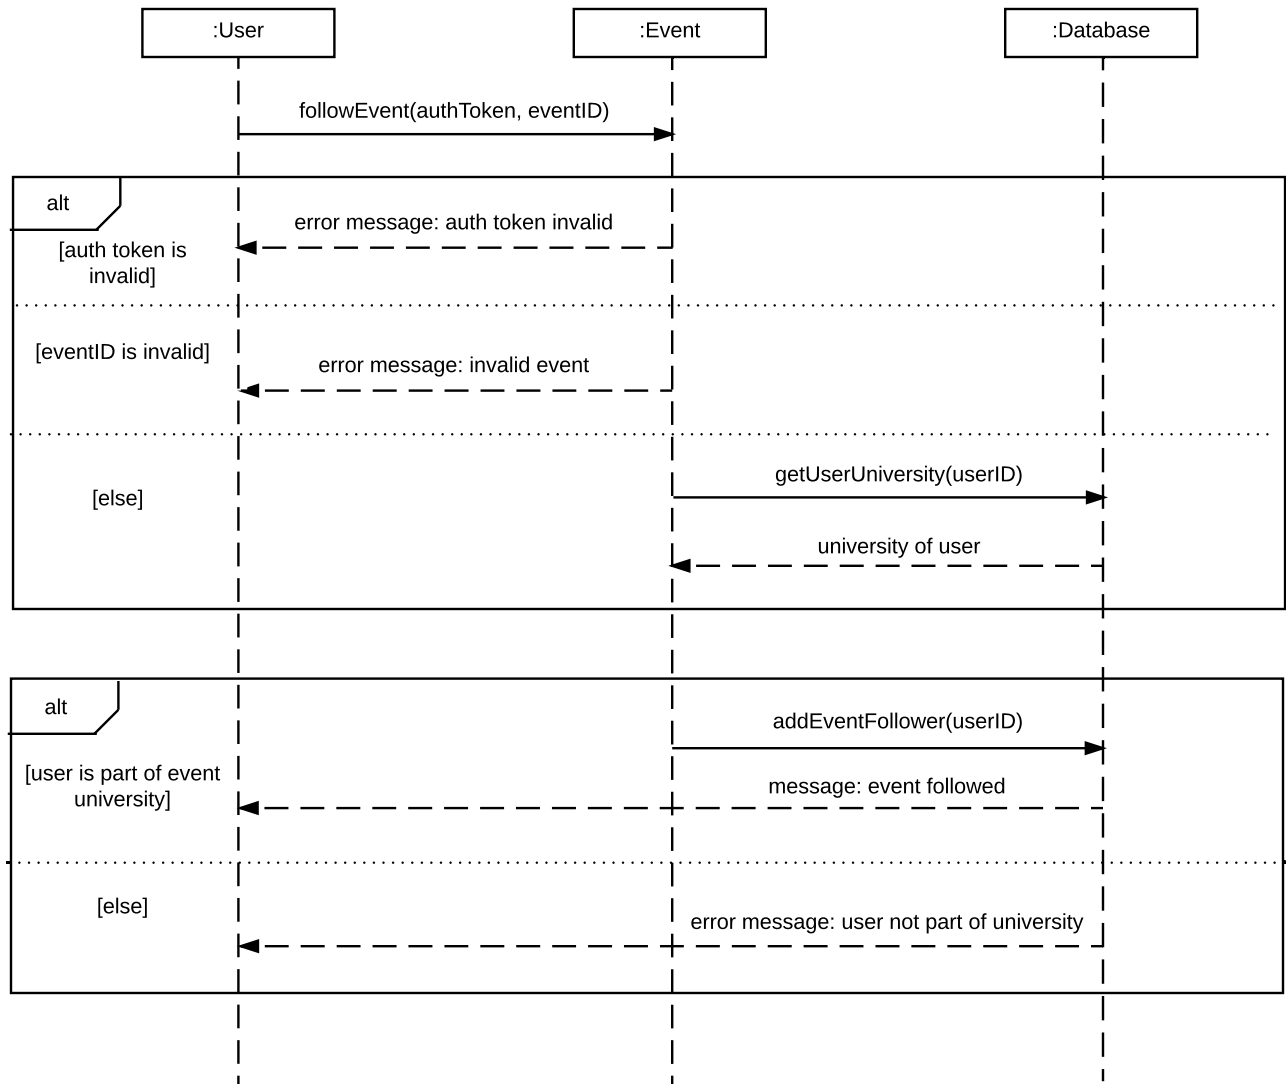 :User
:Event
:Database
followEvent(authToken, eventID)
alt
error message: auth token invalid
[auth token is
invalid]
[eventID is invalid]
error message: invalid event
getUserUniversity(userID)
[else]
university of user
alt
addEventFollower(userID)
[user is part of event
university]
message: event followed
[else]
error message: user not part of university